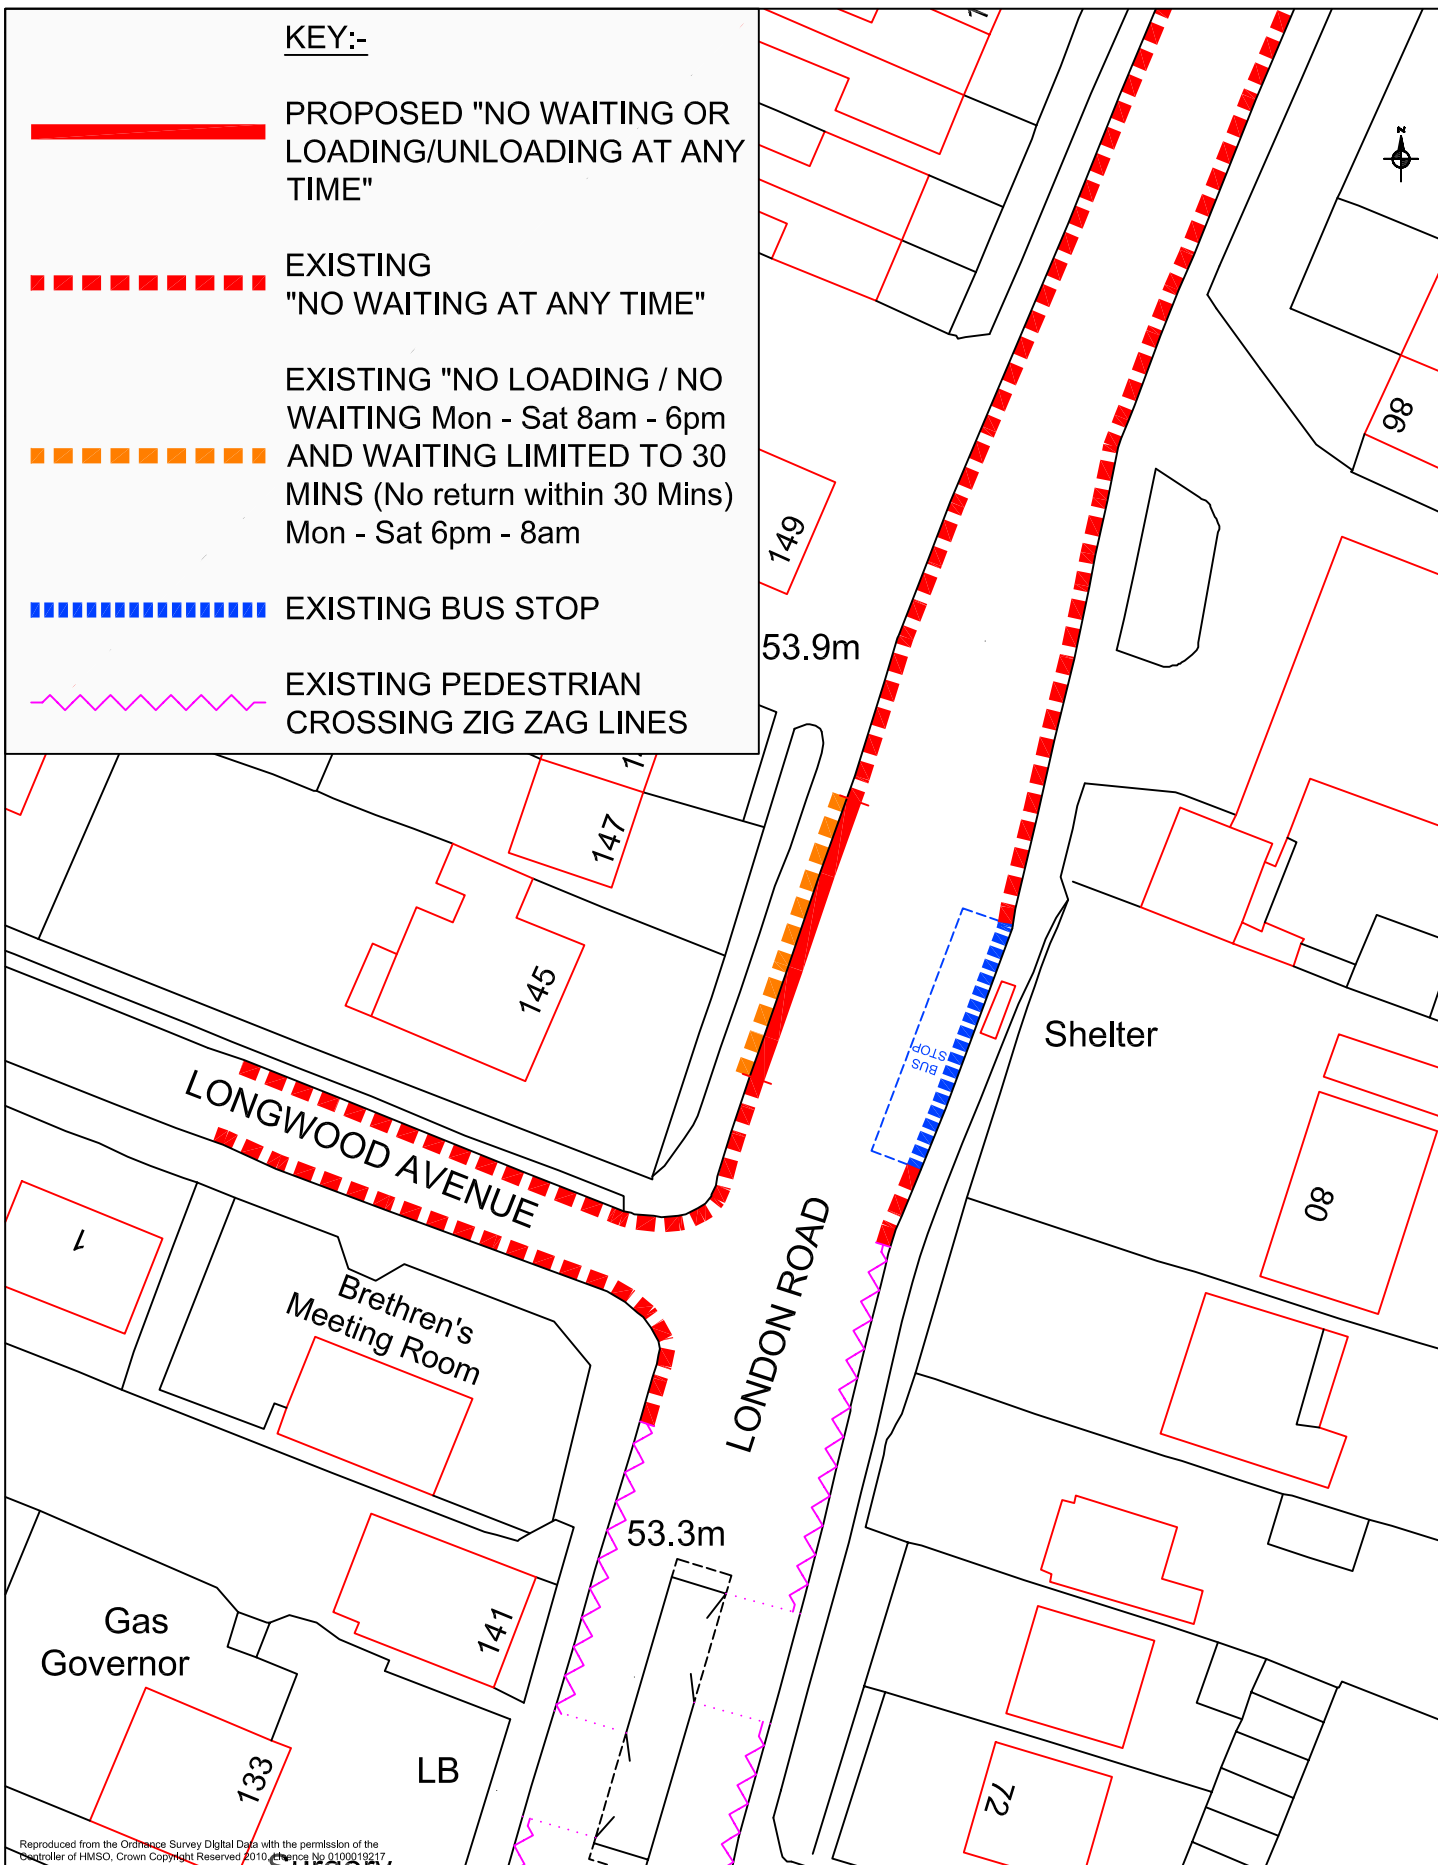 KEY:-
PROPOSED "NO WAITING OR
LOADING/UNLOADING AT ANY
TIME"
EXISTING
"NO WAITING AT ANY TIME"
EXISTING "NO LOADING / NO
WAITING Mon - Sat 8am - 6pm
AND WAITING LIMITED TO 30
MINS (No return within 30 Mins)
Mon - Sat 6pm - 8am
EXISTING BUS STOP
EXISTING PEDESTRIAN
CROSSING ZIG ZAG LINES
N
98
149
53.9m
147
145
Shelter
BUS
STOP
LONGWOOD AVENUE
LONDON ROAD
80
1
Brethren's
Meeting Room
53.3m
141
Gas
Governor
133
LB
72
Surgery
Reproduced from the Ordnance Survey Digital Data with the permission of the
Controller of HMSO, Crown Copyright Reserved 2010, Licence No 0100019217